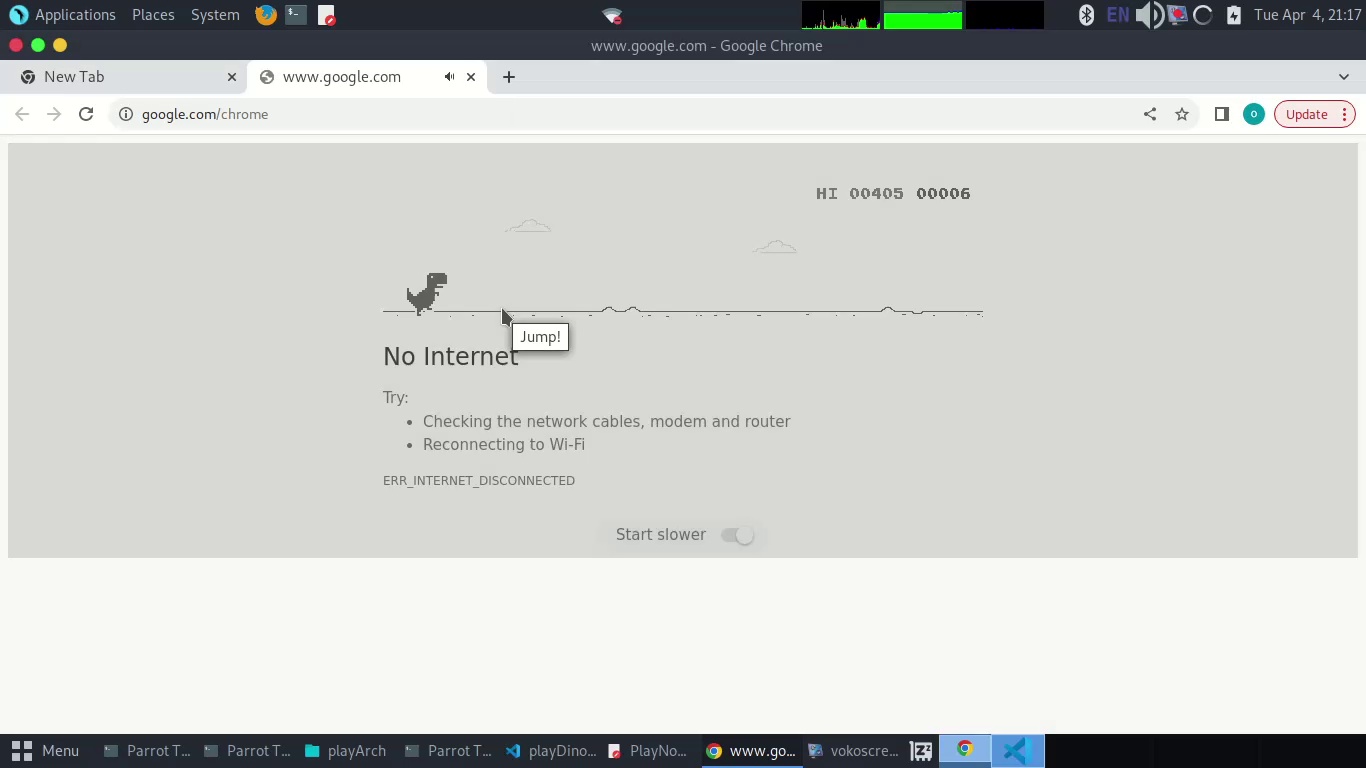 Applications Places System EN Tue Apr 4, 21:17
www.google.com - Google Chrome
New Tab www.google.com
google.com/chrome o Update
HI 00405 00006
Jump!
No Internet
Try:
Checking the network cables, modem and router
Reconnecting to Wi-Fi
ERR_INTERNET_DISCONNECTED
Start slower
Menu Parrot T... Parrot T... playArch Parrot T... playDino... PlayNo... www.go... vokoscre...